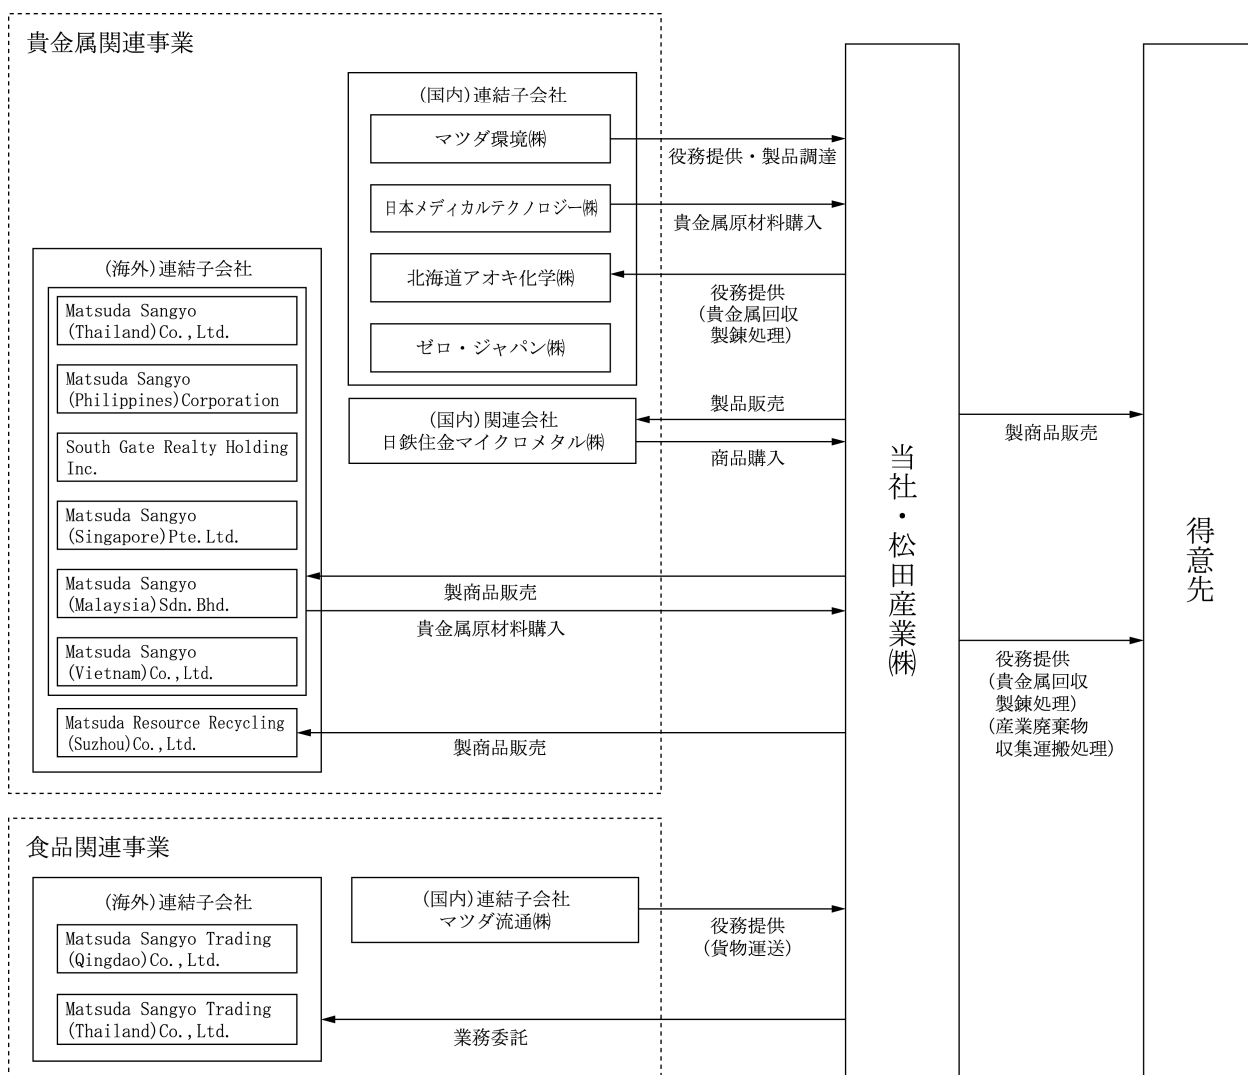 貴金属関連事業
(国内)連結子会社
マツダ環境㈱
役務提供・製品調達
日本メディカルテクノロジー㈱
貴金属原材料購入
北海道アオキ化学㈱
役務提供
(貴金属回収
製錬処理)
ゼロ・ジャパン㈱
(国内)関連会社
日鉄住金マイクロメタル㈱
製品販売
商品購入
(海外)連結子会社
Matsuda Sangyo
(Thailand)Co.,Ltd.
Matsuda Sangyo
(Philippines)Corporation
South Gate Realty Holding
Inc.
Matsuda Sangyo
(Singapore)Pte.Ltd.
Matsuda Sangyo
(Malaysia)Sdn.Bhd.
Matsuda Sangyo
(Vietnam)Co.,Ltd.
製商品販売
貴金属原材料購入
Matsuda Resource Recycling
(Suzhou)Co.,Ltd.
製商品販売
食品関連事業
(海外)連結子会社
Matsuda Sangyo Trading
(Qingdao)Co.,Ltd.
Matsuda Sangyo Trading
(Thailand)Co.,Ltd.
(国内)連結子会社
マツダ流通㈱
役務提供
(貨物運送)
業務委託
当社・松田産業㈱
製商品販売
役務提供
(貴金属回収
製錬処理)
(産業廃棄物
収集運搬処理)
得意先